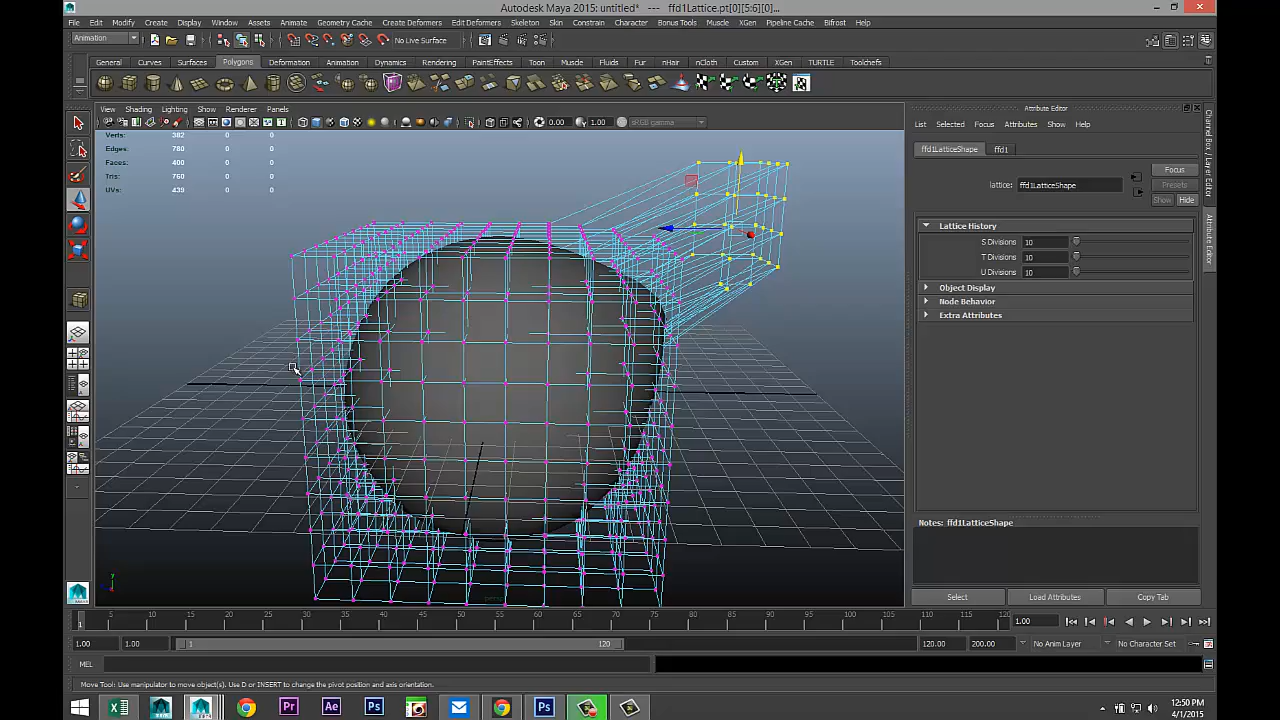 Autodesk Maya 2015: untitled* --- ffd1Lattice.pt[0][5:6][0]...
File Edit Modify Create Display Window Assets Animate Geometry Cache Create Deformers Edit Deformers Skeleton Skin Constrain Character Bonus Tools Muscle XGen Pipeline Cache Bifrost Help
Animation No Live Surface
General Curves Surfaces Polygons Deformation Animation Dynamics Rendering PaintEffects Toon Muscle Fluids Fur nHair nCloth Custom XGen TURTLE Toolchefs
View Shading Lighting Show Renderer Panels
0.00 1.00 sRGB gamma
Verts: 382 0 0
Edges: 780 0 0
Faces: 400 0 0
Tris: 760 0 0
UVs: 439 0 0
persp
y
Attribute Editor
List Selected Focus Attributes Show Help
ffd1LatticeShape ffd1
Focus
lattice: ffd1LatticeShape
Presets
Show Hide
Lattice History
S Divisions 10
T Divisions 10
U Divisions 10
Object Display
Node Behavior
Extra Attributes
Notes: ffd1LatticeShape
Select Load Attributes Copy Tab
Channel Box / Layer Editor
Attribute Editor
1 5 10 15 20 25 30 35 40 45 50 55 60 65 70 75 80 85 90 95 100 105 110 115 120 1.00
1.00 1.00 1 120 120.00 200.00 No Anim Layer No Character Set
MEL
Move Tool: Use manipulator to move object(s). Use D or INSERT to change the pivot position and axis orientation.
12:50 PM
4/1/2015